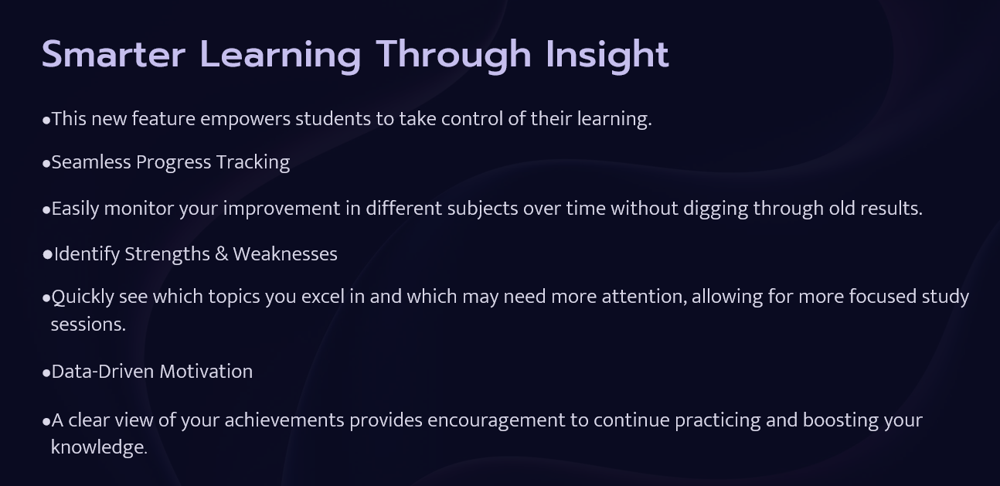 Smarter Learning Through Insight
●This new feature empowers students to take control of their learning.
●Seamless Progress Tracking
●Easily monitor your improvement in different subjects over time without digging through old results.
●Identify Strengths & Weaknesses
●Quickly see which topics you excel in and which may need more attention, allowing for more focused study
sessions.
●Data-Driven Motivation
●A clear view of your achievements provides encouragement to continue practicing and boosting your
knowledge.